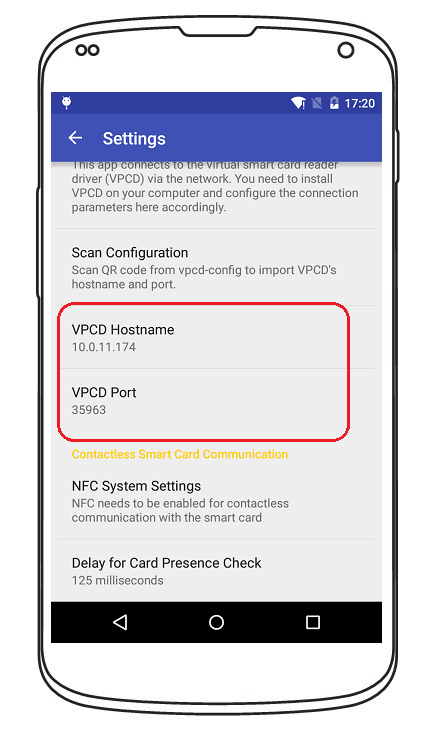 17:20
Settings
This app connects to the virtual smart card reader
driver (VPCD) via the network. You need to install
VPCD on your computer and configure the connection
parameters here accordingly.
Scan Configuration
Scan QR code from vpcd-config to import VPCD's
hostname and port.
VPCD Hostname
10.0.11.174
VPCD Port
35963
Contactless Smart Card Communication
NFC System Settings
NFC needs to be enabled for contactless
communication with the smart card
Delay for Card Presence Check
125 milliseconds